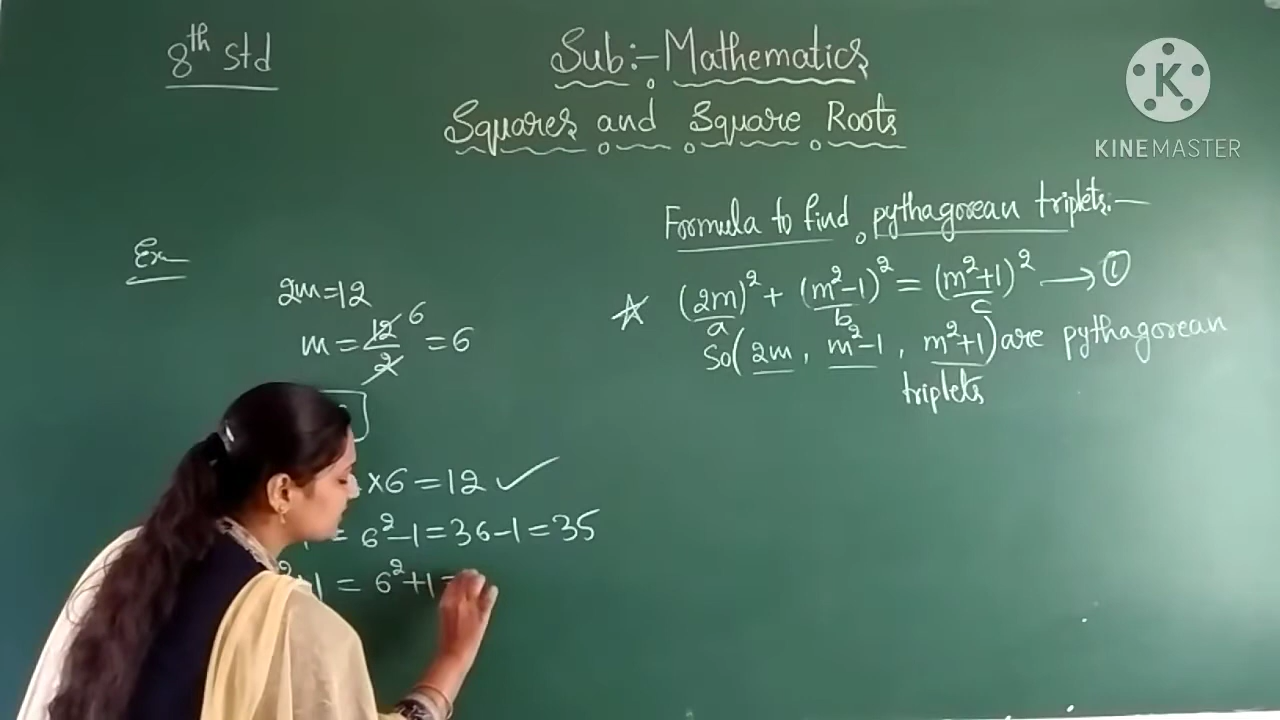 8th Std
Sub:- Mathematics
Squares and Square Roots
KINEMASTER
Formula to find pythagorean triplets:-
(2m)² + (m²-1)² = (m²+1)² → ①
a b c
So (2m, m²-1, m²+1) are pythagorean
triplets
Ex
2m=12
m = 12/2 6 = 6
×6 = 12 ✓
= 6²-1 = 36-1 = 35
+1 = 6²+1 =